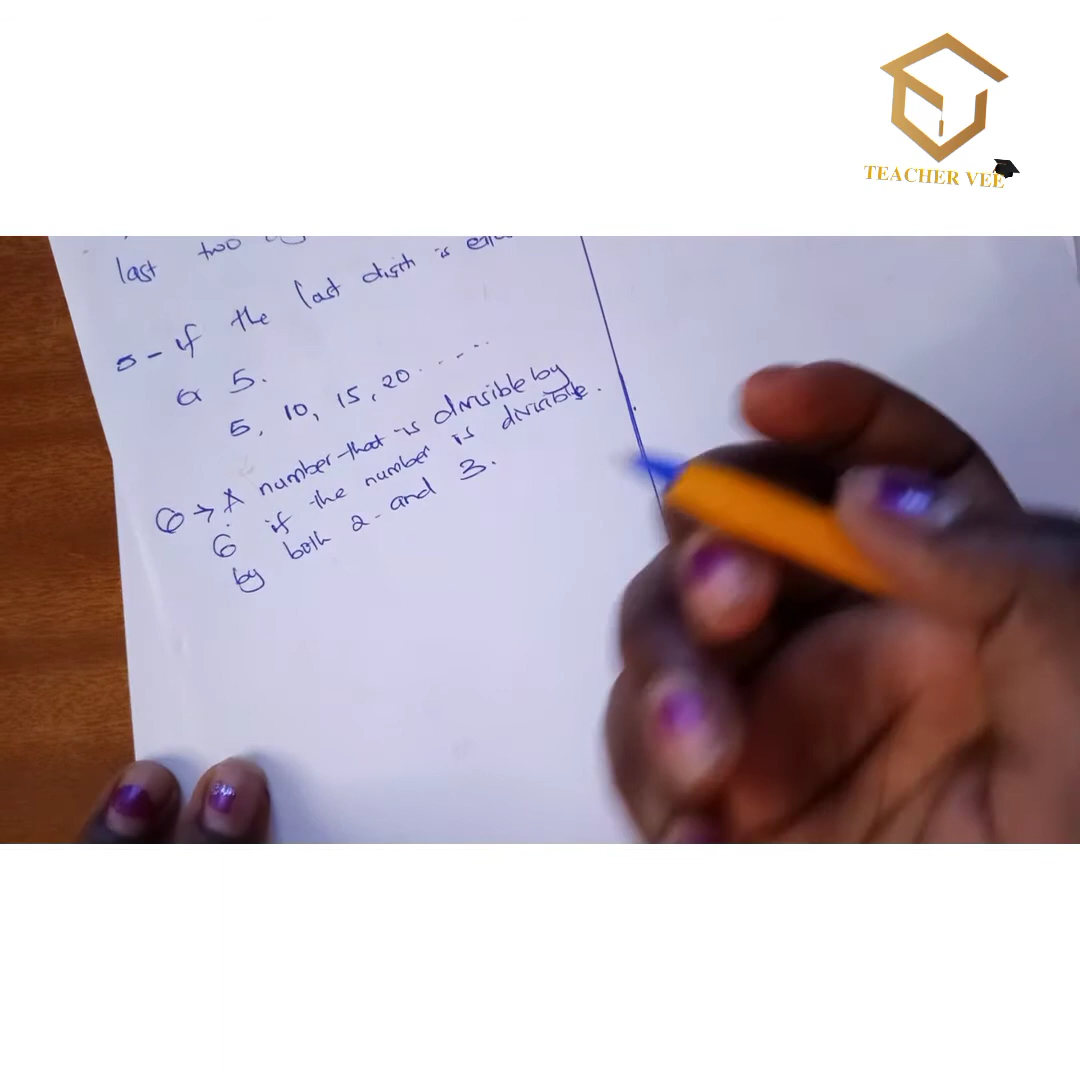 TEACHER VEE
last two
5 - if the last digit is
or 5.
5, 10, 15, 20 .......
6 → A number that is divisible by
6 if the number is divisible.
by both 2 and 3.